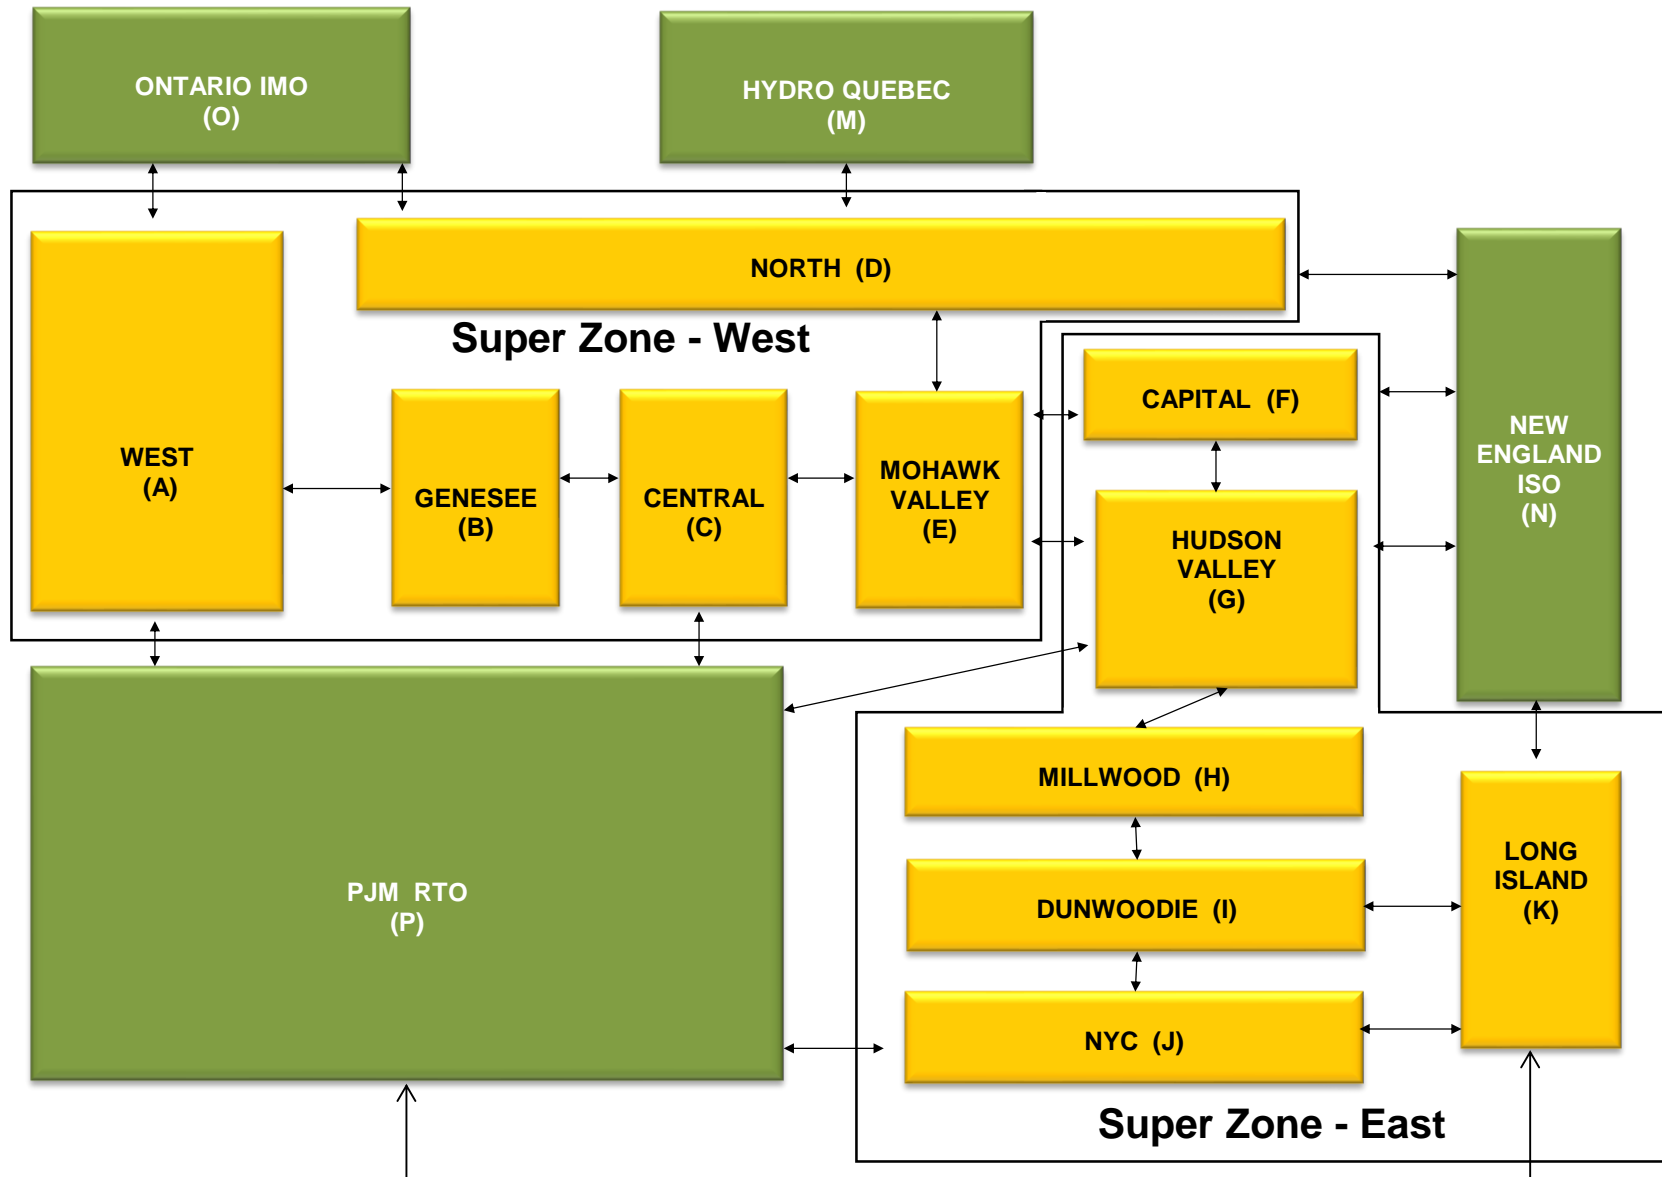 ONTARIO IMO
(O)
HYDRO QUEBEC
(M)
NORTH (D)
Super Zone - West
WEST
(A)
GENESEE
(B)
CENTRAL
(C)
MOHAWK
VALLEY
(E)
CAPITAL (F)
HUDSON
VALLEY
(G)
NEW
ENGLAND
ISO
(N)
PJM RTO
(P)
MILLWOOD (H)
DUNWOODIE (I)
NYC (J)
LONG
ISLAND
(K)
Super Zone - East